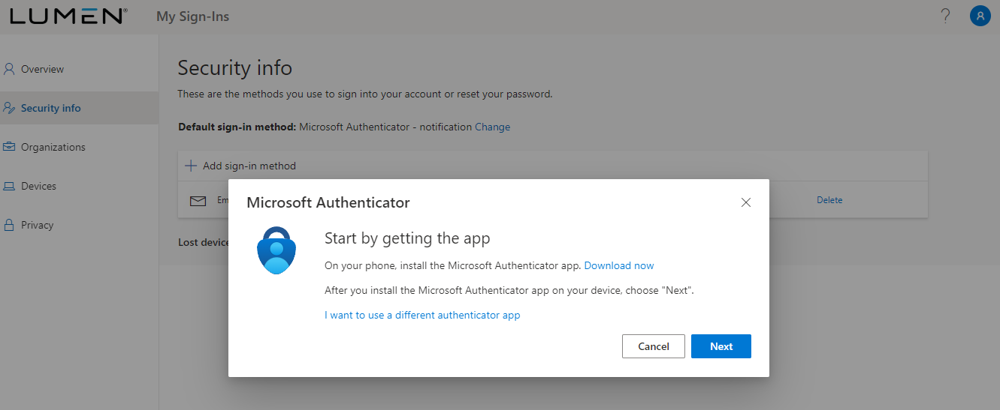 LUMEN®
My Sign-Ins
?
Overview
Security info
Organizations
Devices
Privacy
Security info
These are the methods you use to sign into your account or reset your password.
Default sign-in method: Microsoft Authenticator - notification Change
Add sign-in method
Em
Delete
Lost device
Microsoft Authenticator
Start by getting the app
On your phone, install the Microsoft Authenticator app. Download now
After you install the Microsoft Authenticator app on your device, choose "Next".
I want to use a different authenticator app
Cancel
Next